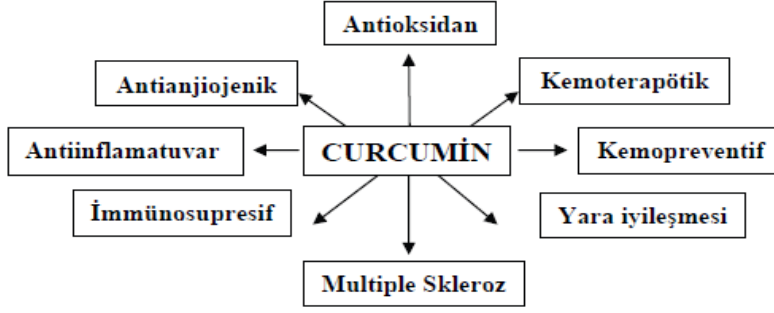 Antioksidan
Antianjiojenik
Kemoterapötik
Antiinflamatuvar
CURCUMİN
Kemopreventif
İmmünosupresif
Yara iyileşmesi
Multiple Skleroz